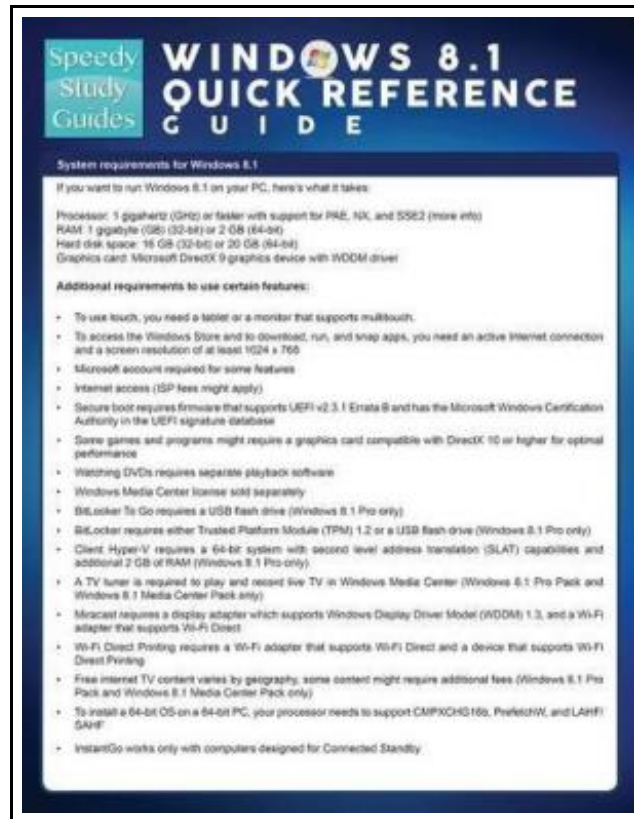 Speedy
Study
Guides
WINDOWS 8.1
QUICK REFERENCE
GUIDE
System requirements for Windows 8.1
If you want to run Windows 8.1 on your PC, here's what it takes:
Processor: 1 gigahertz (GHz) or faster with support for PAE, NX, and SSE2 (more info)
RAM: 1 gigabyte (GB) (32-bit) or 2 GB (64-bit)
Hard disk space: 16 GB (32-bit) or 20 GB (64-bit)
Graphics card: Microsoft DirectX 9 graphics device with WDDM driver
Additional requirements to use certain features:
• To use touch, you need a tablet or a monitor that supports multitouch.
• To access the Windows Store and to download, run, and snap apps, you need an active Internet connection
and a screen resolution of at least 1024 x 768
• Microsoft account required for some features
• Internet access (ISP fees might apply)
• Secure boot requires firmware that supports UEFI v2.3.1 Errata B and has the Microsoft Windows Certification
Authority in the UEFI signature database
• Some games and programs might require a graphics card compatible with DirectX 10 or higher for optimal
performance
• Watching DVDs requires separate playback software
• Windows Media Center license sold separately
• BitLocker To Go requires a USB flash drive (Windows 8.1 Pro only)
• BitLocker requires either Trusted Platform Module (TPM) 1.2 or a USB flash drive (Windows 8.1 Pro only)
• Client Hyper-V requires a 64-bit system with second level address translation (SLAT) capabilities and
additional 2 GB of RAM (Windows 8.1 Pro only)
• A TV tuner is required to play and record live TV in Windows Media Center (Windows 8.1 Pro Pack and
Windows 8.1 Media Center Pack only)
• Miracast requires a display adapter which supports Windows Display Driver Model (WDDM) 1.3, and a Wi-Fi
adapter that supports Wi-Fi Direct
• Wi-Fi Direct Printing requires a Wi-Fi adapter that supports Wi-Fi Direct and a device that supports Wi-Fi
Direct Printing
• Free internet TV content varies by geography, some content might require additional fees (Windows 8.1 Pro
Pack and Windows 8.1 Media Center Pack only)
• To install a 64-bit OS on a 64-bit PC, your processor needs to support CMPXCHG16b, PrefetchW, and LAHF/
SAHF
• InstantGo works only with computers designed for Connected Standby